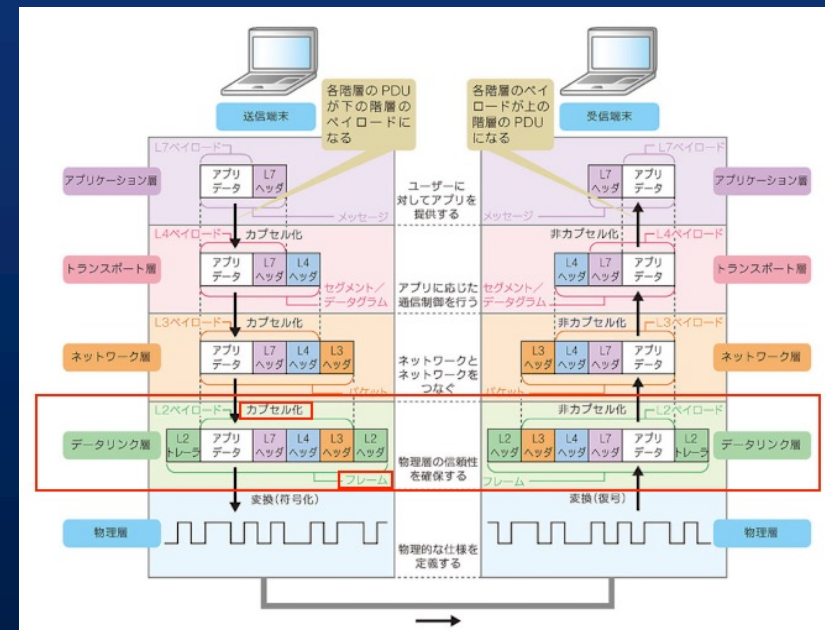 各階層の PDU
が下の階層の
ペイロードに
なる
各階層のペイ
ロードが上の
階層の PDU
になる
送信端末
受信端末
L7ペイロード
L7ペイロード
アプリケーション層
アプリ
データ
L7
ヘッダ
メッセージ
ユーザーに
対してアプリを
提供する
L7
ヘッダ
アプリ
データ
メッセージ
アプリケーション層
L4ペイロード
カプセル化
非カプセル化
L4ペイロード
トランスポート層
アプリ
データ
L7
ヘッダ
L4
ヘッダ
セグメント/
データグラム
アプリに応じた
通信制御を行う
L4
ヘッダ
L7
ヘッダ
アプリ
データ
セグメント/
データグラム
トランスポート層
L3ペイロード
カプセル化
非カプセル化
L3ペイロード
ネットワーク層
アプリ
データ
L7
ヘッダ
L4
ヘッダ
L3
ヘッダ
パケット
ネットワークと
ネットワークを
つなぐ
L3
ヘッダ
L4
ヘッダ
L7
ヘッダ
アプリ
データ
パケット
ネットワーク層
L2ペイロード
カプセル化
非カプセル化
L2ペイロード
データリンク層
L2
トレーラ
アプリ
データ
L7
ヘッダ
L4
ヘッダ
L3
ヘッダ
L2
ヘッダ
フレーム
物理層の信頼性
を確保する
L2
ヘッダ
L3
ヘッダ
L4
ヘッダ
L7
ヘッダ
アプリ
データ
L2
トレーラ
フレーム
データリンク層
変換(符号化)
変換(復号)
物理層
物理的な仕様を
定義する
物理層